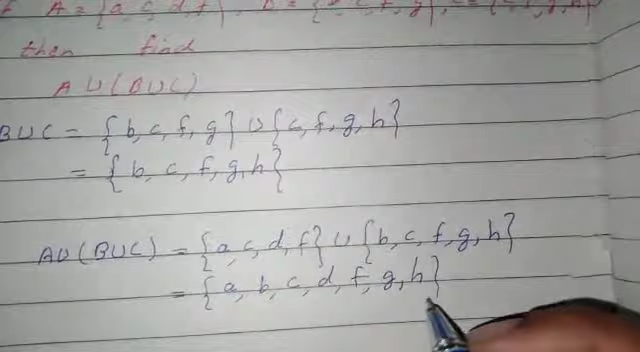 A = {a, c, d, f}, B = {b, c, f, g}, C = {c, f, g, h}
then find
A ∪ (B ∪ C)
B ∪ C = {b, c, f, g} ∪ {c, f, g, h}
= {b, c, f, g, h}
A ∪ (B ∪ C) = {a, c, d, f} ∪ {b, c, f, g, h}
= {a, b, c, d, f, g, h}